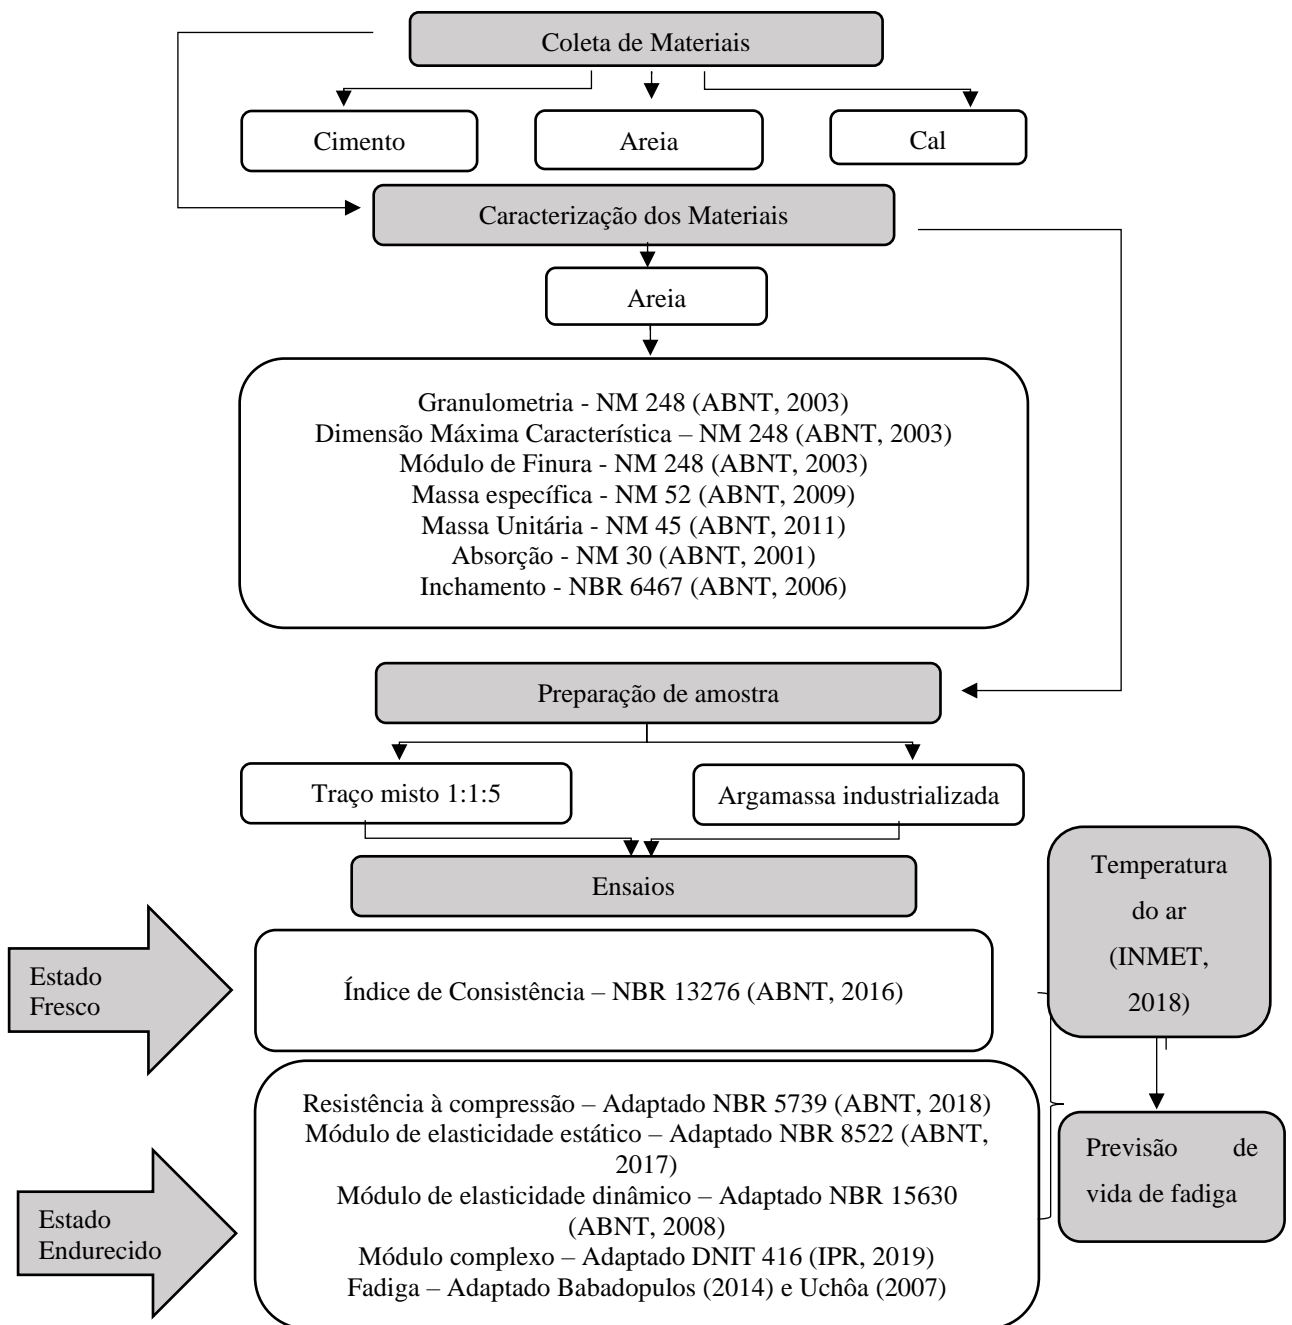 Coleta de Materiais
Cimento
Areia
Cal
Caracterização dos Materiais
Areia
Granulometria - NM 248 (ABNT, 2003)
Dimensão Máxima Característica – NM 248 (ABNT, 2003)
Módulo de Finura - NM 248 (ABNT, 2003)
Massa específica - NM 52 (ABNT, 2009)
Massa Unitária - NM 45 (ABNT, 2011)
Absorção - NM 30 (ABNT, 2001)
Inchamento - NBR 6467 (ABNT, 2006)
Preparação de amostra
Traço misto 1:1:5
Argamassa industrializada
Ensaios
Temperatura
do ar
(INMET,
2018)
Estado
Fresco
Índice de Consistência – NBR 13276 (ABNT, 2016)
Estado
Endurecido
Resistência à compressão – Adaptado NBR 5739 (ABNT, 2018)
Módulo de elasticidade estático – Adaptado NBR 8522 (ABNT,
2017)
Módulo de elasticidade dinâmico – Adaptado NBR 15630
(ABNT, 2008)
Módulo complexo – Adaptado DNIT 416 (IPR, 2019)
Fadiga – Adaptado Babadopulos (2014) e Uchôa (2007)
Previsão de
vida de fadiga